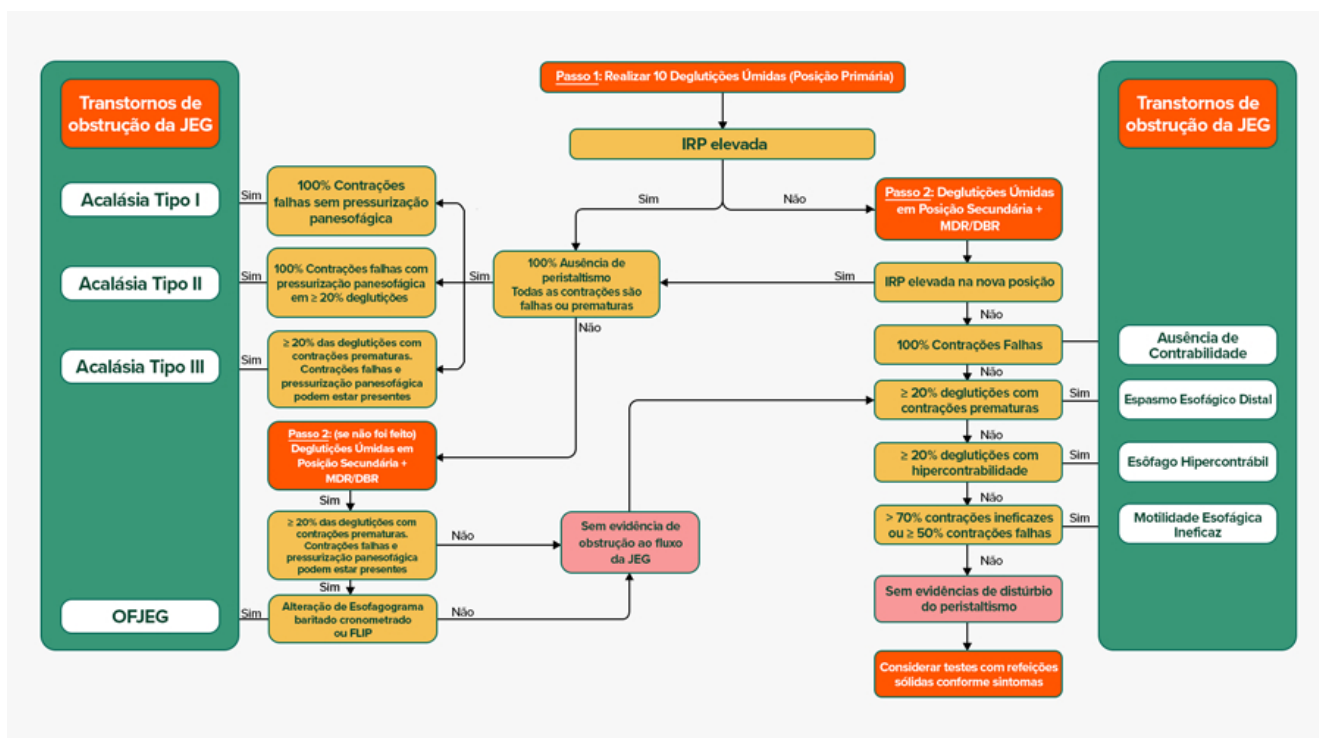 Transtornos de
obstrução da JEG
Acalásia Tipo I
Acalásia Tipo II
Acalásia Tipo III
OFJEG
Sim
100% Contrações
falhas sem pressurização
panesofágica
Sim
100% Contrações falhas com
pressurização panesofágica
em ≥ 20% deglutições
Sim
≥ 20% das deglutições com
contrações prematuras.
Contrações falhas e
pressurização panesofágica
podem estar presentes
Passo 2: (se não foi feito)
Deglutições Úmidas em
Posição Secundária +
MDR/DBR
Sim
≥ 20% das deglutições com
contrações prematuras.
Contrações falhas e
pressurização panesofágica
podem estar presentes
Não
Sim
Sim
Alteração de Esofagograma
baritado cronometrado
ou FLIP
Não
Passo 1: Realizar 10 Deglutições Úmidas (Posição Primária)
IRP elevada
Sim
Não
Sim
100% Ausência de
peristaltismo
Todas as contrações são
falhas ou prematuras
Não
Sem evidência de
obstrução ao fluxo
da JEG
Passo 2: Deglutições Úmidas
em Posição Secundária +
MDR/DBR
Sim
IRP elevada na nova posição
Não
100% Contrações Falhas
Não
≥ 20% deglutições com
contrações prematuras
Sim
Não
≥ 20% deglutições com
hipercontrabilidade
Sim
Não
> 70% contrações ineficazes
ou ≥ 50% contrações falhas
Sim
Não
Sem evidências de distúrbio
do peristaltismo
Considerar testes com refeições
sólidas conforme sintomas
Transtornos de
obstrução da JEG
Ausência de
Contrabilidade
Espasmo Esofágico Distal
Esôfago Hipercontrábil
Motilidade Esofágica
Ineficaz